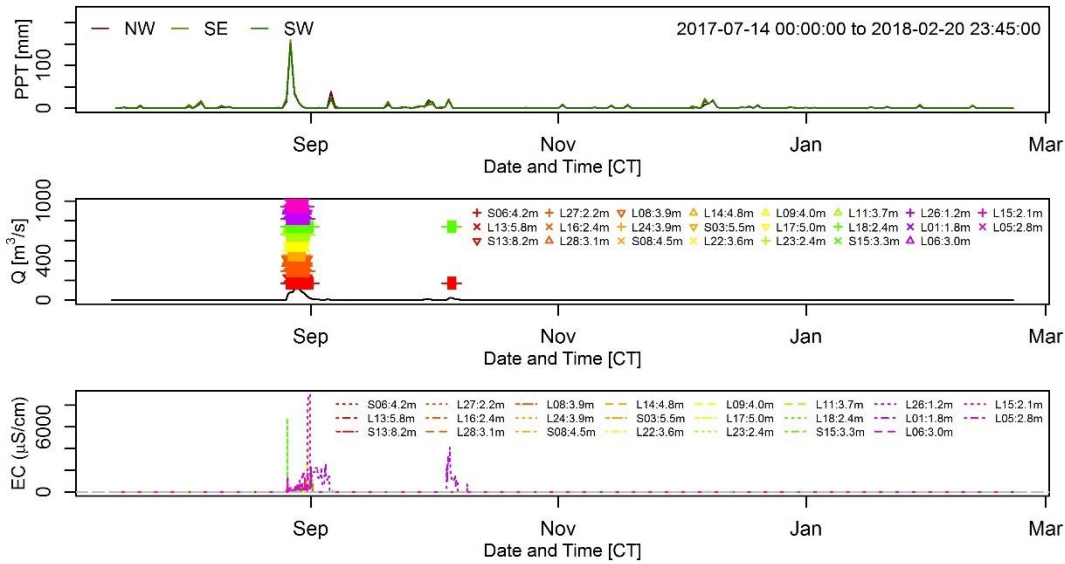 NW SE SW 2017-07-14 00:00:00 to 2018-02-20 23:45:00
PPT [mm]
100
0
Sep Nov Jan Mar
Date and Time [CT]
Q [m³/s]
1000
400
0
S06:4.2m L27:2.2m L08:3.9m L14:4.8m L09:4.0m L11:3.7m L26:1.2m L15:2.1m
L13:5.8m L16:2.4m L24:3.9m S03:5.5m L17:5.0m L18:2.4m L01:1.8m L05:2.8m
S13:8.2m L28:3.1m S08:4.5m L22:3.6m L23:2.4m S15:3.3m L06:3.0m
Sep Nov Jan Mar
Date and Time [CT]
EC (µS/cm)
6000
0
S06:4.2m L27:2.2m L08:3.9m L14:4.8m L09:4.0m L11:3.7m L26:1.2m L15:2.1m
L13:5.8m L16:2.4m L24:3.9m S03:5.5m L17:5.0m L18:2.4m L01:1.8m L05:2.8m
S13:8.2m L28:3.1m S08:4.5m L22:3.6m L23:2.4m S15:3.3m L06:3.0m
Sep Nov Jan Mar
Date and Time [CT]